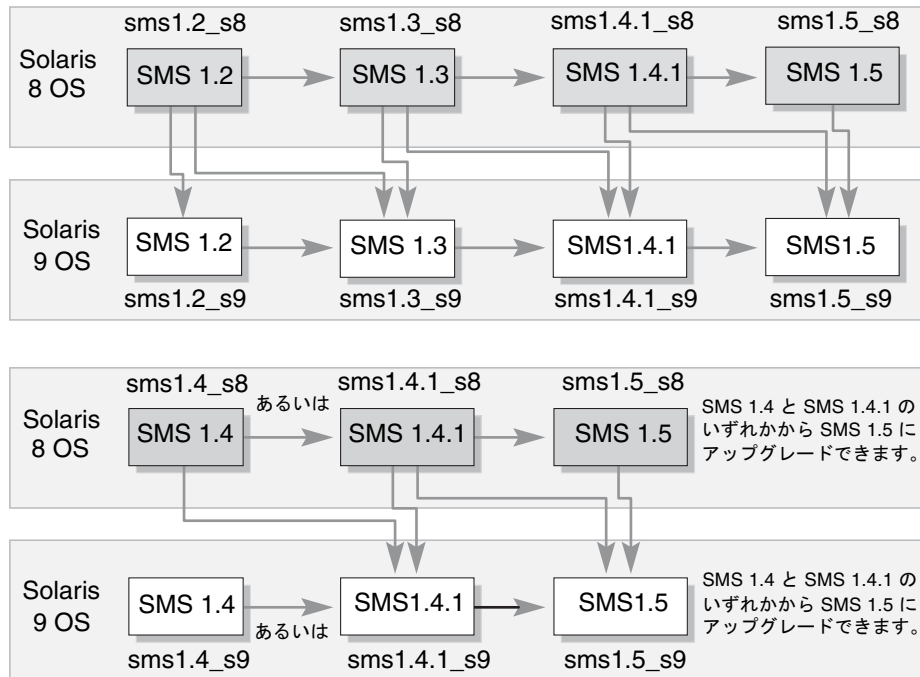 sms1.2_s8 sms1.3_s8 sms1.4.1_s8 sms1.5_s8
Solaris
8 OS
SMS 1.2 SMS 1.3 SMS 1.4.1 SMS 1.5
Solaris
9 OS
SMS 1.2 SMS 1.3 SMS1.4.1 SMS1.5
sms1.2_s9 sms1.3_s9 sms1.4.1_s9 sms1.5_s9
sms1.4_s8 sms1.4.1_s8 sms1.5_s8
Solaris
8 OS
あるいは
SMS 1.4 SMS 1.4.1 SMS 1.5
SMS 1.4 と SMS 1.4.1 の
いずれかから SMS 1.5 に
アップグレードできます。
Solaris
9 OS
SMS 1.4 SMS1.4.1 SMS1.5
あるいは
SMS 1.4 と SMS 1.4.1 の
いずれかから SMS 1.5 に
アップグレードできます。
sms1.4_s9 sms1.4.1_s9 sms1.5_s9